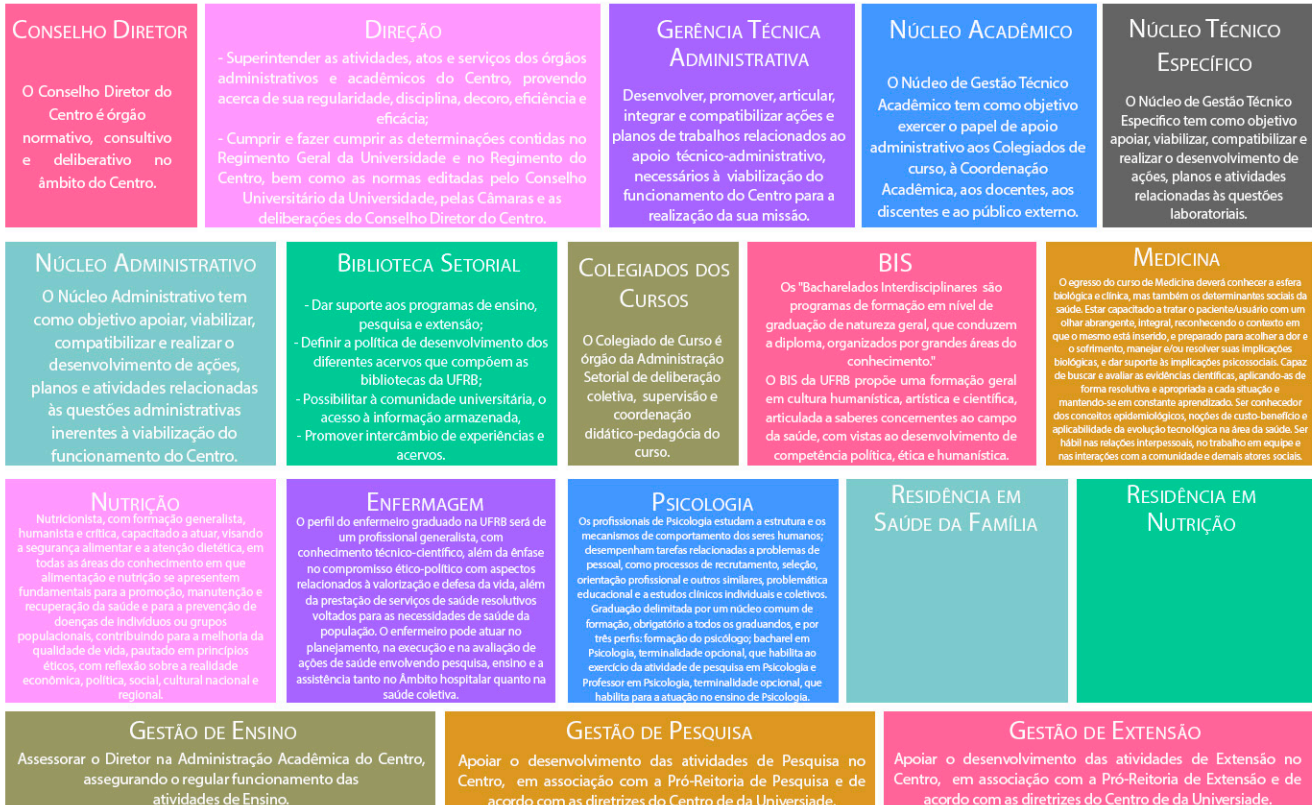 Conselho Diretor
O Conselho Diretor do
Centro é órgão
normativo, consultivo
e deliberativo no
âmbito do Centro.
Direção
- Superintender as atividades, atos e serviços dos órgãos
administrativos e acadêmicos do Centro, provendo
acerca de sua regularidade, disciplina, decoro, eficiência e
eficácia;
- Cumprir e fazer cumprir as determinações contidas no
Regimento Geral da Universidade e no Regimento do
Centro, bem como as normas editadas pelo Conselho
Universitário da Universidade, pelas Câmaras e as
deliberações do Conselho Diretor do Centro.
Gerência Técnica
Administrativa
Desenvolver, promover, articular,
integrar e compatibilizar ações e
planos de trabalhos relacionados ao
apoio técnico-administrativo,
necessários à viabilização do
funcionamento do Centro para a
realização da sua missão.
Núcleo Acadêmico
O Núcleo de Gestão Técnico
Acadêmico tem como objetivo
exercer o papel de apoio
administrativo aos Colegiados de
curso, à Coordenação
Acadêmica, aos docentes, aos
discentes e ao público externo.
Núcleo Técnico
Específico
O Núcleo de Gestão Técnico
Específico tem como objetivo
apoiar, viabilizar, compatibilizar e
realizar o desenvolvimento de
ações, planos e atividades
relacionadas às questões
laboratoriais.
Núcleo Administrativo
O Núcleo Administrativo tem
como objetivo apoiar, viabilizar,
compatibilizar e realizar o
desenvolvimento de ações,
planos e atividades relacionadas
às questões administrativas
inerentes à viabilização do
funcionamento do Centro.
Biblioteca Setorial
- Dar suporte aos programas de ensino,
pesquisa e extensão;
- Definir a política de desenvolvimento dos
diferentes acervos que compõem as
bibliotecas da UFRB;
- Possibilitar à comunidade universitária, o
acesso à informação armazenada,
- Promover intercâmbio de experiências e
acervos.
Colegiados dos
Cursos
O Colegiado de Curso é
órgão da Administração
Setorial de deliberação
coletiva, supervisão e
coordenação
didático-pedagócia do
curso.
BIS
Os "Bacharelados Interdisciplinares são
programas de formação em nível de
graduação de natureza geral, que conduzem
a diploma, organizados por grandes áreas do
conhecimento."
O BIS da UFRB propõe uma formação geral
em cultura humanística, artística e científica,
articulada a saberes concernentes ao campo
da saúde, com vistas ao desenvolvimento de
competência política, ética e humanística.
Medicina
O egresso do curso de Medicina deverá conhecer a esfera
biológica e clínica, mas também os determinantes sociais da
saúde. Estar capacitado a tratar o paciente/usuário com um
olhar abrangente, integral, reconhecendo o contexto em
que o mesmo está inserido, e preparado para acolher a dor e
o sofrimento, manejar e/ou resolver suas implicações
biológicas, e dar suporte às implicações psicossociais. Capaz
de buscar e avaliar as evidências científicas, aplicando-as de
forma resolutiva e apropriada a cada situação e
mantendo-se em constante aprendizado. Ser conhecedor
dos conceitos epidemiológicos, noções de custo-benefício e
aplicabilidade da evolução tecnológica na área da saúde. Ser
hábil nas relações interpessoais, no trabalho em equipe e
nas interações com a comunidade e demais atores sociais.
Nutrição
Nutricionista, com formação generalista,
humanista e crítica, capacitado a atuar, visando
a segurança alimentar e a atenção dietética, em
todas as áreas do conhecimento em que
alimentação e nutrição se apresentem
fundamentais para a promoção, manutenção e
recuperação da saúde e para a prevenção de
doenças de indivíduos ou grupos
populacionais, contribuindo para a melhoria da
qualidade de vida, pautado em princípios
éticos, com reflexão sobre a realidade
econômica, política, social, cultural nacional e
regional.
Enfermagem
O perfil do enfermeiro graduado na UFRB será de
um profissional generalista, com
conhecimento técnico-científico, além da ênfase
no compromisso ético-político com aspectos
relacionados à valorização e defesa da vida, além
da prestação de serviços de saúde resolutivos
voltados para as necessidades de saúde da
população. O enfermeiro pode atuar no
planejamento, na execução e na avaliação de
ações de saúde envolvendo pesquisa, ensino e a
assistência tanto no Âmbito hospitalar quanto na
saúde coletiva.
Psicologia
Os profissionais de Psicologia estudam a estrutura e os
mecanismos de comportamento dos seres humanos;
desempenham tarefas relacionadas a problemas de
pessoal, como processos de recrutamento, seleção,
orientação profissional e outros similares, problemática
educacional e a estudos clínicos individuais e coletivos.
Graduação delimitada por um núcleo comum de
formação, obrigatório a todos os graduandos, e por
três perfis: formação do psicólogo; bacharel em
Psicologia, terminalidade opcional, que habilita ao
exercício da atividade de pesquisa em Psicologia e
Professor em Psicologia, terminalidade opcional, que
habilita para a atuação no ensino de Psicologia.
Residência em
Saúde da Família
Residência em
Nutrição
Gestão de Ensino
Assessorar o Diretor na Administração Acadêmica do Centro,
assegurando o regular funcionamento das
atividades de Ensino.
Gestão de Pesquisa
Apoiar o desenvolvimento das atividades de Pesquisa no
Centro, em associação com a Pró-Reitoria de Pesquisa e de
acordo com as diretrizes do Centro de da Universiade.
Gestão de Extensão
Apoiar o desenvolvimento das atividades de Extensão no
Centro, em associação com a Pró-Reitoria de Extensão e de
acordo com as diretrizes do Centro e da Universidade.